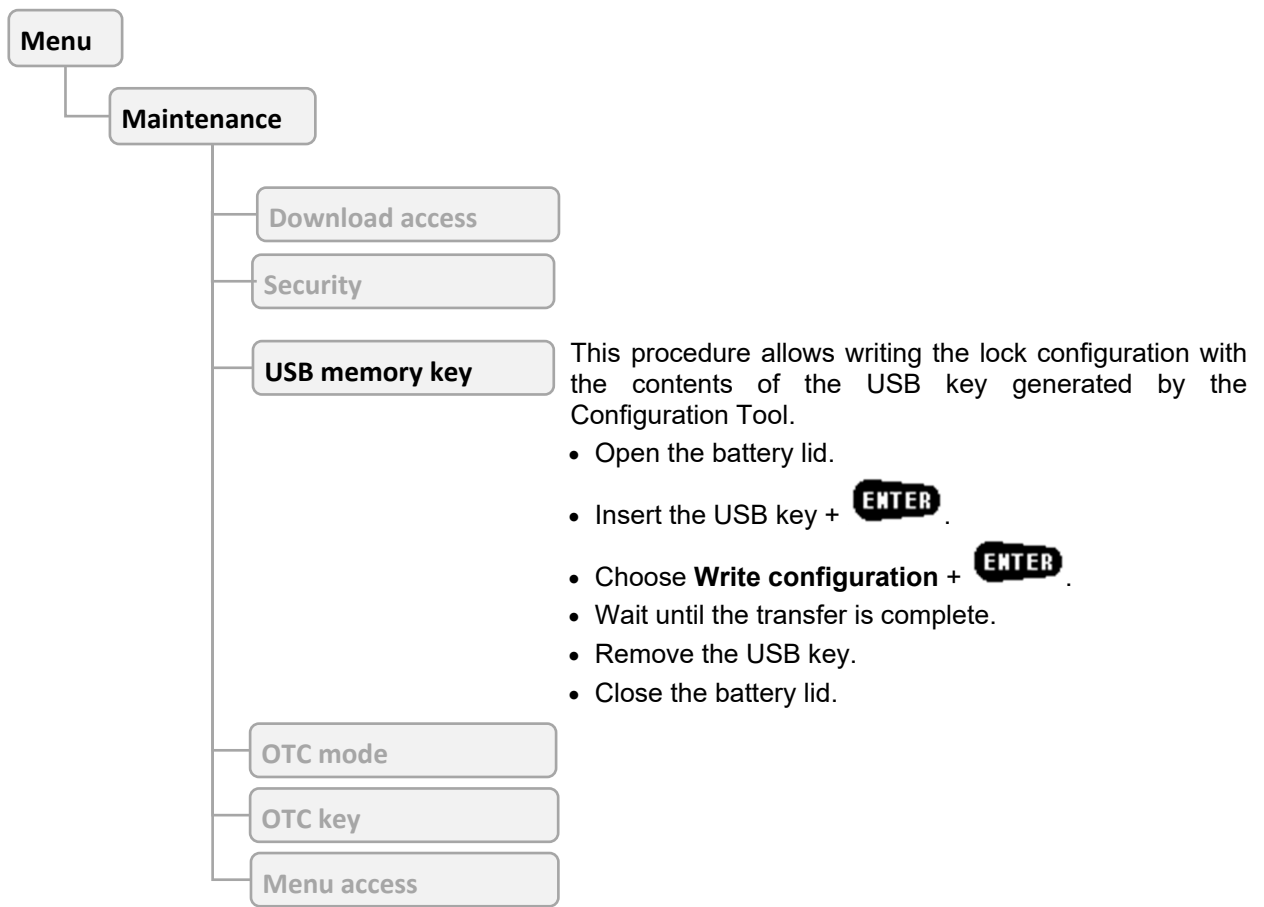 Menu
Maintenance
Download access
Security
USB memory key
This procedure allows writing the lock configuration with
the contents of the USB key generated by the
Configuration Tool.
• Open the battery lid.
• Insert the USB key + ENTER.
• Choose Write configuration + ENTER.
• Wait until the transfer is complete.
• Remove the USB key.
• Close the battery lid.
OTC mode
OTC key
Menu access